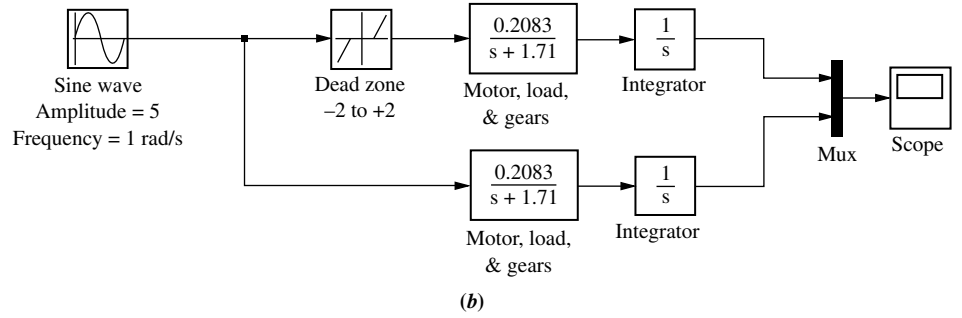 Sine wave
Amplitude = 5
Frequency = 1 rad/s
Dead zone
–2 to +2
0.2083
s + 1.71
Motor, load,
& gears
1
s
Integrator
Mux
Scope
0.2083
s + 1.71
Motor, load,
& gears
1
s
Integrator
(b)